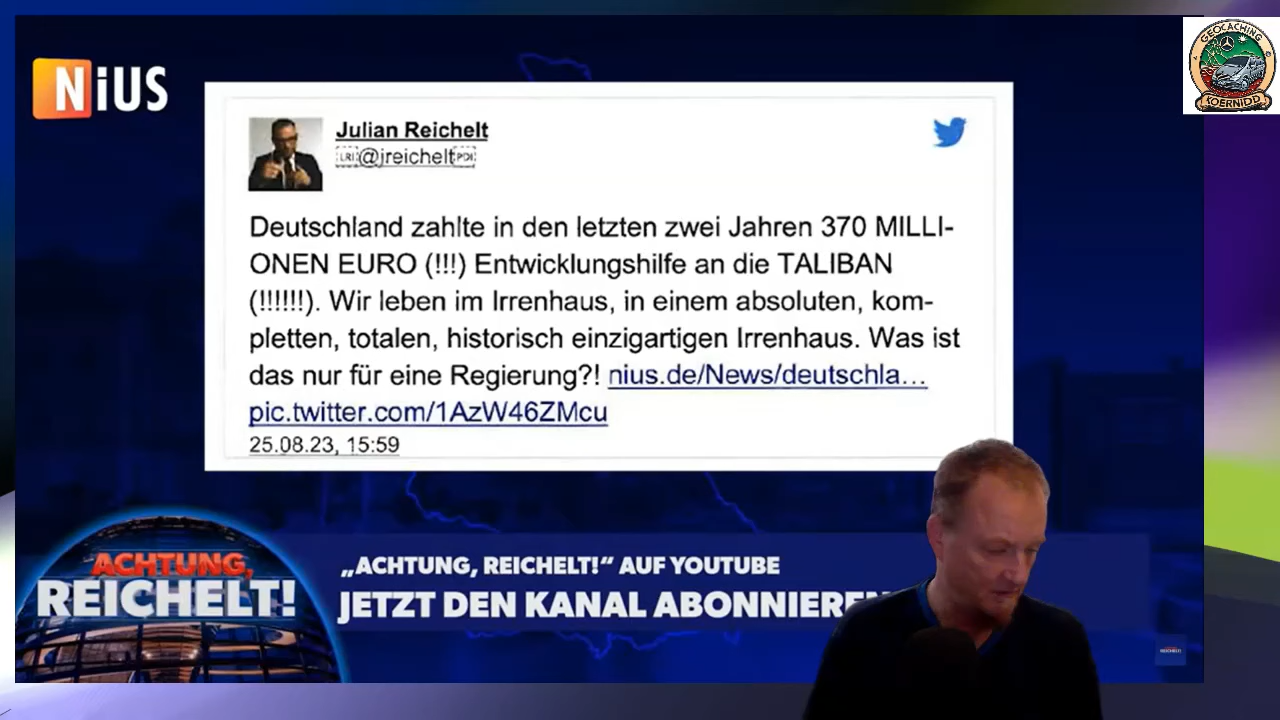 GEOCACHING
KOERNIDD
NiUS
Julian Reichelt
LRI@jreicheltPDI
Deutschland zahlte in den letzten zwei Jahren 370 MILLI-
ONEN EURO (!!!) Entwicklungshilfe an die TALIBAN
(!!!!!!). Wir leben im Irrenhaus, in einem absoluten, kom-
pletten, totalen, historisch einzigartigen Irrenhaus. Was ist
das nur für eine Regierung?! nius.de/News/deutschla...
pic.twitter.com/1AzW46ZMcu
25.08.23, 15:59
ACHTUNG,
REICHELT!
„ACHTUNG, REICHELT!“ AUF YOUTUBE
JETZT DEN KANAL ABONNIEREN
REICHELT!